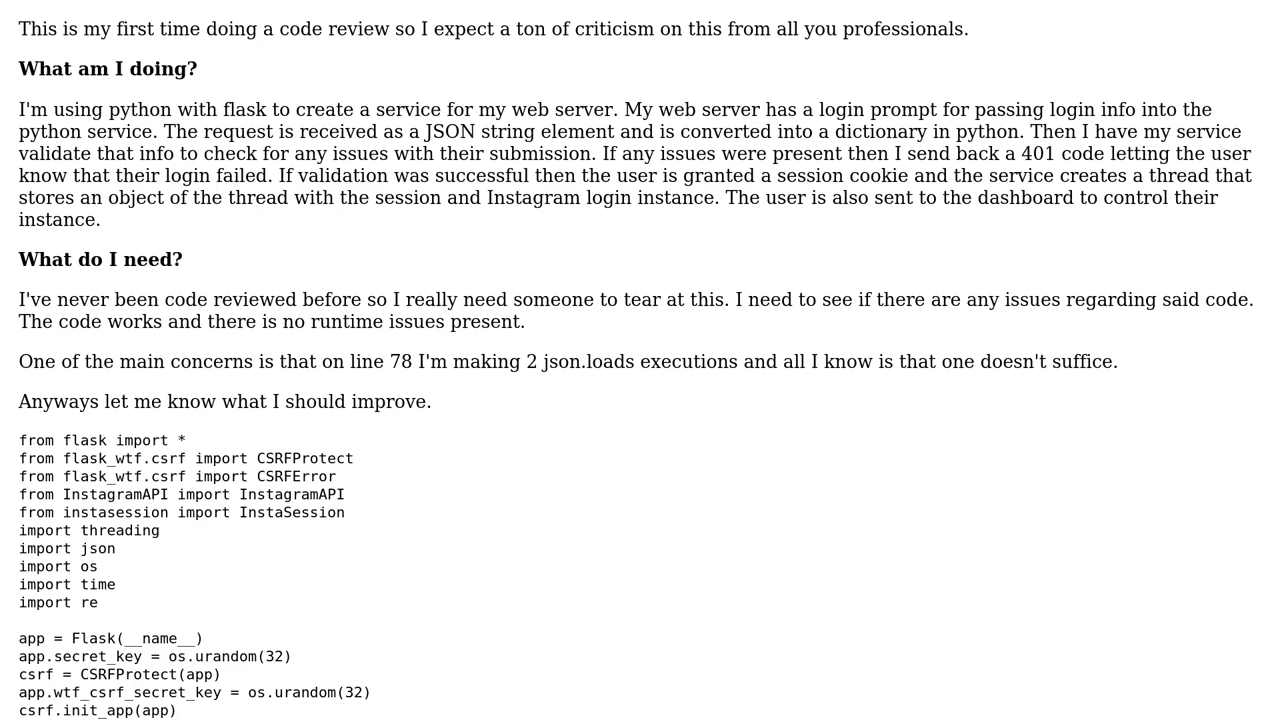 This is my first time doing a code review so I expect a ton of criticism on this from all you professionals.
What am I doing?
I'm using python with flask to create a service for my web server. My web server has a login prompt for passing login info into the
python service. The request is received as a JSON string element and is converted into a dictionary in python. Then I have my service
validate that info to check for any issues with their submission. If any issues were present then I send back a 401 code letting the user
know that their login failed. If validation was successful then the user is granted a session cookie and the service creates a thread that
stores an object of the thread with the session and Instagram login instance. The user is also sent to the dashboard to control their
instance.
What do I need?
I've never been code reviewed before so I really need someone to tear at this. I need to see if there are any issues regarding said code.
The code works and there is no runtime issues present.
One of the main concerns is that on line 78 I'm making 2 json.loads executions and all I know is that one doesn't suffice.
Anyways let me know what I should improve.
from flask import *
from flask_wtf.csrf import CSRFProtect
from flask_wtf.csrf import CSRFError
from InstagramAPI import InstagramAPI
from instasession import InstaSession
import threading
import json
import os
import time
import re
app = Flask(__name__)
app.secret_key = os.urandom(32)
csrf = CSRFProtect(app)
app.wtf_csrf_secret_key = os.urandom(32)
csrf.init_app(app)